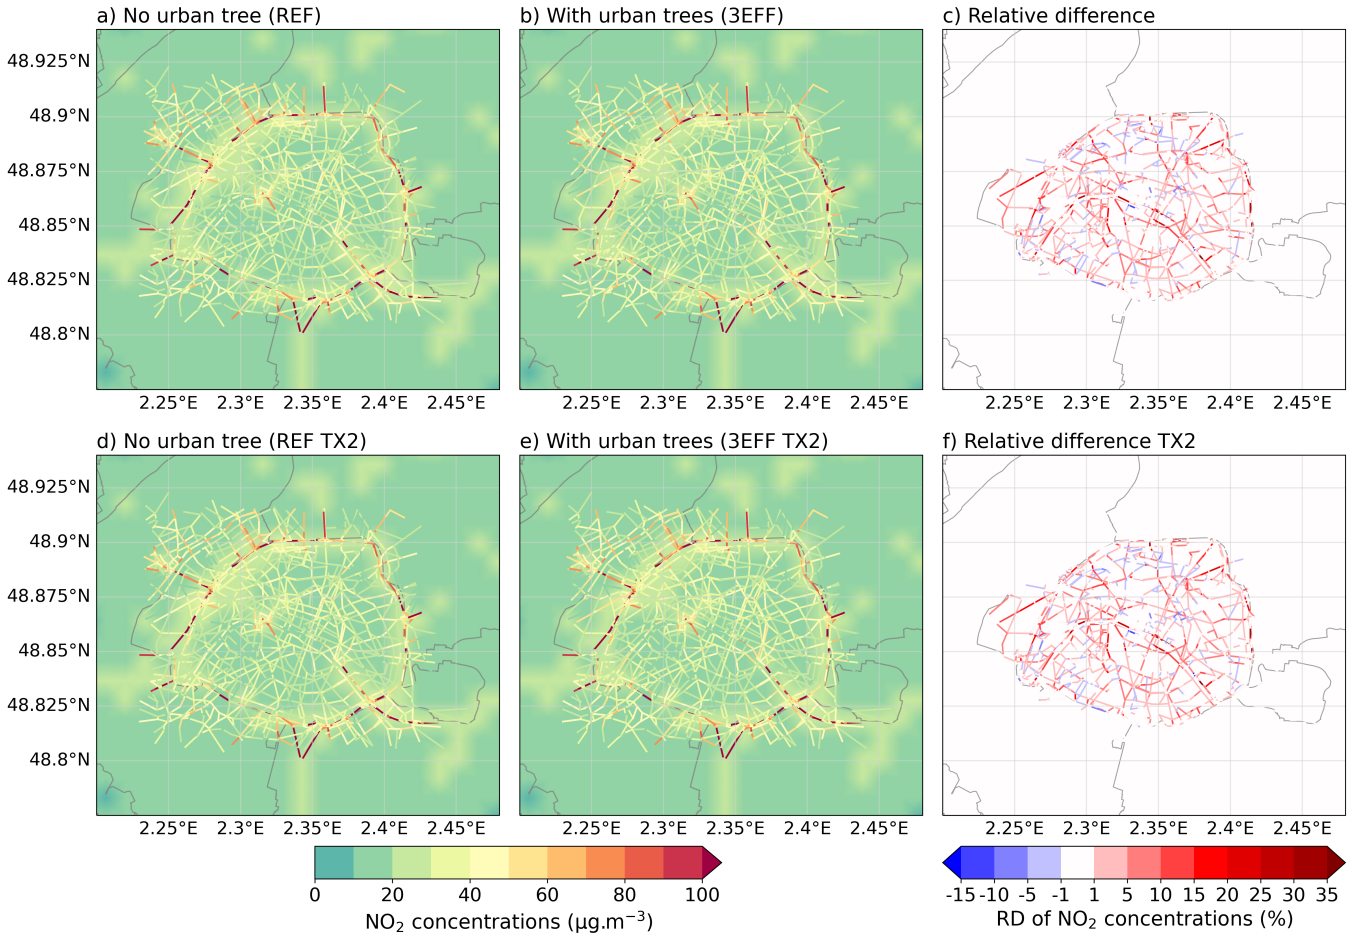 a) No urban tree (REF)
b) With urban trees (3EFF)
c) Relative difference
48.925°N
48.9°N
48.875°N
48.85°N
48.825°N
48.8°N
2.25°E 2.3°E 2.35°E 2.4°E 2.45°E
2.25°E 2.3°E 2.35°E 2.4°E 2.45°E
2.25°E 2.3°E 2.35°E 2.4°E 2.45°E
d) No urban tree (REF TX2)
e) With urban trees (3EFF TX2)
f) Relative difference TX2
48.925°N
48.9°N
48.875°N
48.85°N
48.825°N
48.8°N
2.25°E 2.3°E 2.35°E 2.4°E 2.45°E
2.25°E 2.3°E 2.35°E 2.4°E 2.45°E
2.25°E 2.3°E 2.35°E 2.4°E 2.45°E
0 20 40 60 80 100
NO₂ concentrations (µg.m⁻³)
-15 -10 -5 -1 1 5 10 15 20 25 30 35
RD of NO₂ concentrations (%)